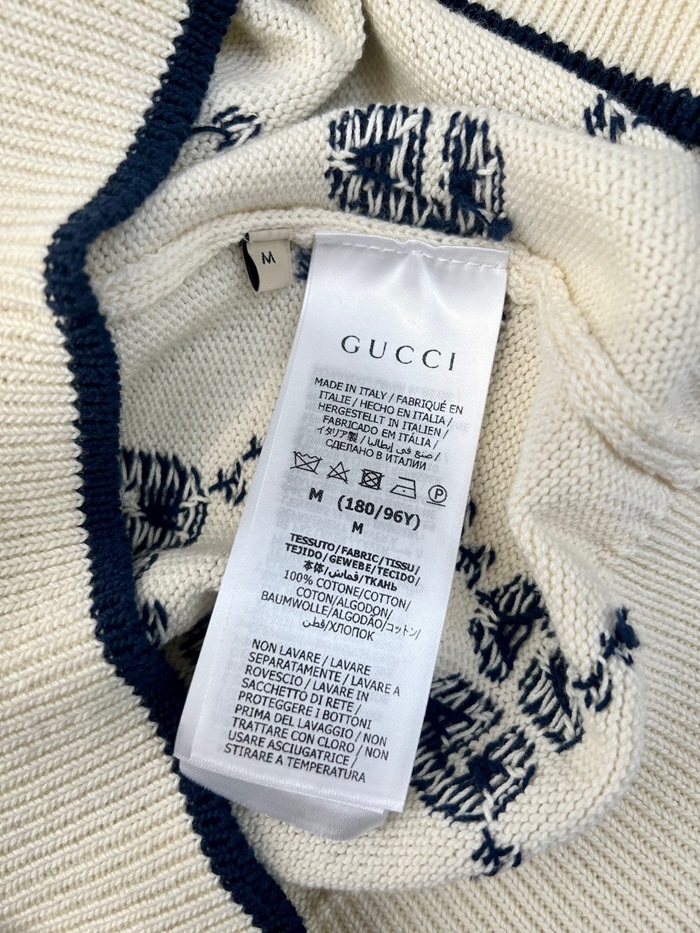 M
GUCCI
MADE IN ITALY / FABRIQUÉ EN
ITALIE / HECHO EN ITALIA /
HERGESTELLT IN ITALIEN /
FABRICADO EM ITÁLIA /
イタリア製 / صنع في إيطاليا /
СДЕЛАНО В ИТАЛИИ
P
M (180/96Y)
M
TESSUTO/FABRIC/TISSU/
TEJIDO/GEWEBE/TECIDO/
本体/قماش/ТКАНЬ
100% COTONE/COTTON/
COTON/ALGODON/
BAUMWOLLE/ALGODÃO/コットン/
قطن/ХЛОПОК
NON LAVARE / LAVARE
SEPARATAMENTE / LAVARE A
ROVESCIO / LAVARE IN
SACCHETTO DI RETE /
PROTEGGERE I BOTTONI
PRIMA DEL LAVAGGIO / NON
TRATTARE CON CLORO / NON
USARE ASCIUGATRICE /
STIRARE A TEMPERATURA